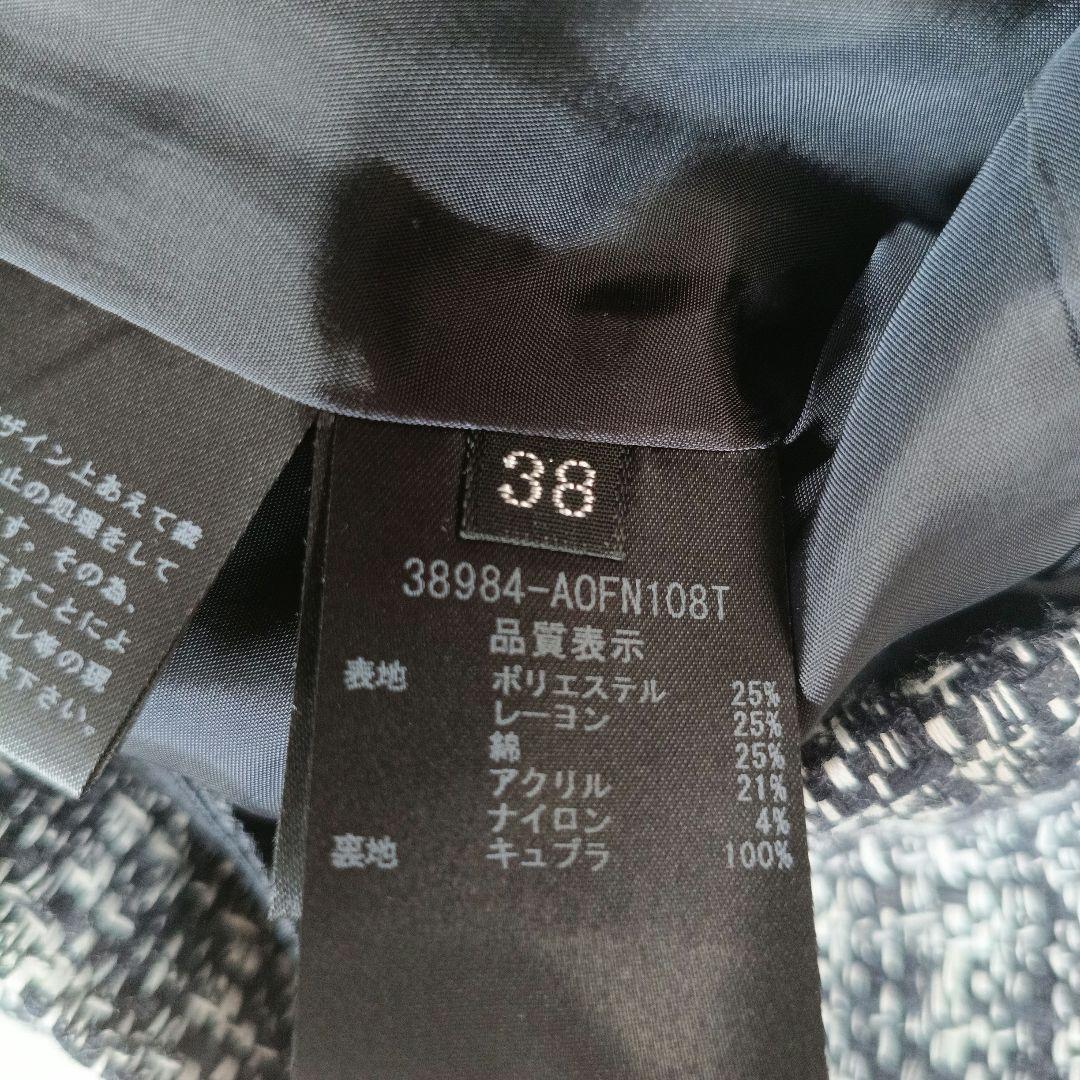 ザイン上あえて縫
止の処理をして
す。その為、
すことによ
ズレ等の現
下さい。
38
38984-A0FN108T
品質表示
表地 ポリエステル 25%
レーヨン 25%
綿 25%
アクリル 21%
ナイロン 4%
裏地 キュプラ 100%